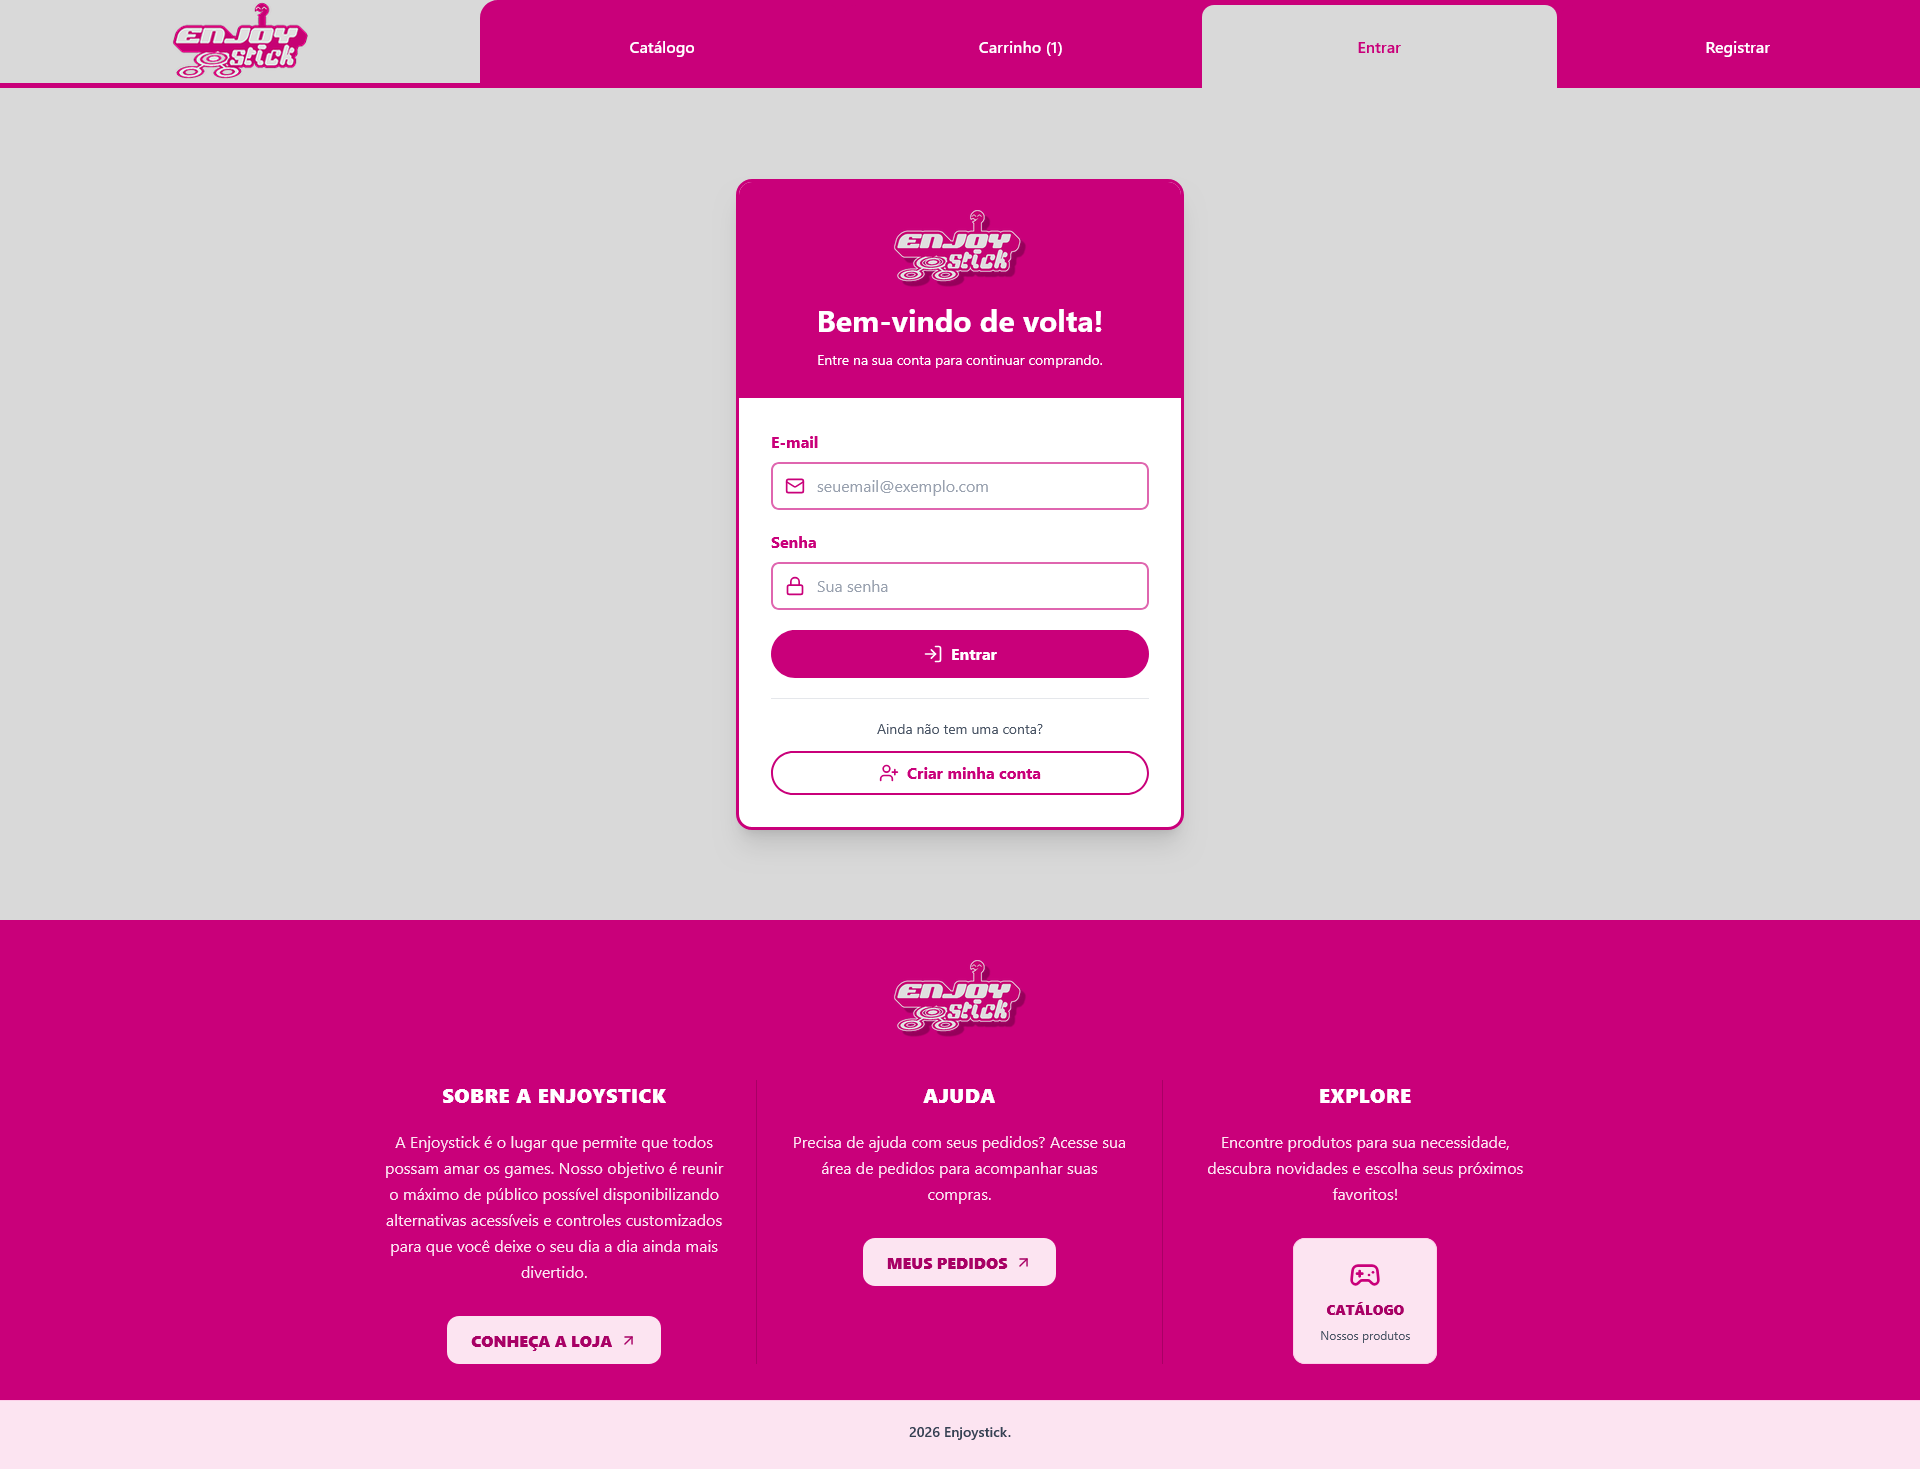 ENJOY
stick
Catálogo
Carrinho (1)
Entrar
Registrar
ENJOY
stick
Bem-vindo de volta!
Entre na sua conta para continuar comprando.
E-mail
seuemail@exemplo.com
Senha
Sua senha
Entrar
Ainda não tem uma conta?
Criar minha conta
ENJOY
stick
SOBRE A ENJOYSTICK
A Enjoystick é o lugar que permite que todos
possam amar os games. Nosso objetivo é reunir
o máximo de público possível disponibilizando
alternativas acessíveis e controles customizados
para que você deixe o seu dia a dia ainda mais
divertido.
CONHEÇA A LOJA
AJUDA
Precisa de ajuda com seus pedidos? Acesse sua
área de pedidos para acompanhar suas
compras.
MEUS PEDIDOS
EXPLORE
Encontre produtos para sua necessidade,
descubra novidades e escolha seus próximos
favoritos!
CATÁLOGO
Nossos produtos
2026 Enjoystick.